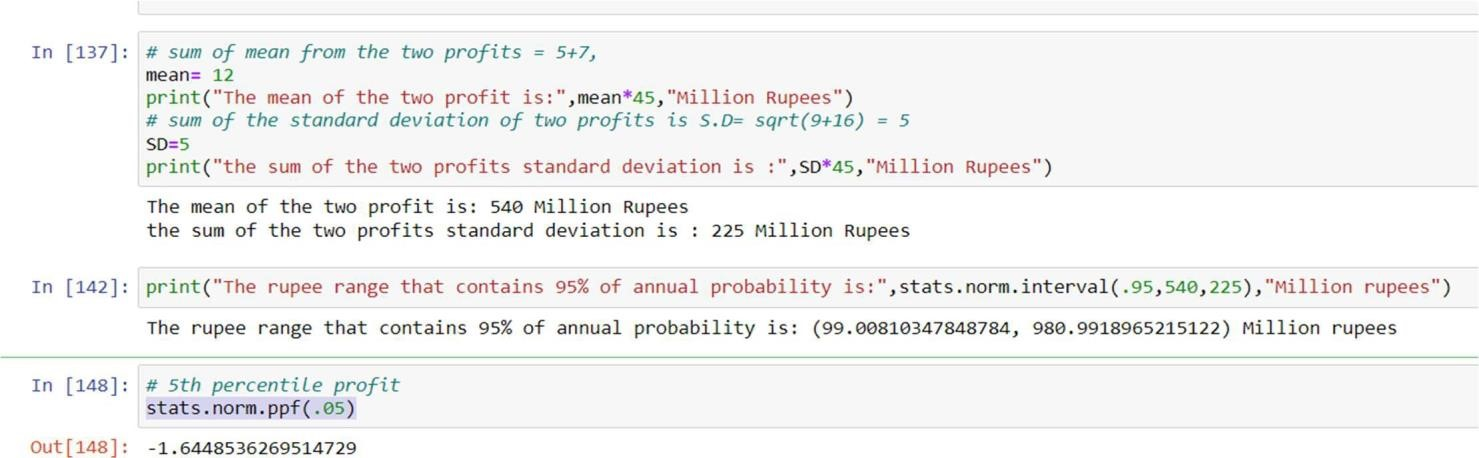 In [137]: # sum of mean from the two profits = 5+7,
mean= 12
print("The mean of the two profit is:",mean*45,"Million Rupees")
# sum of the standard deviation of two profits is S.D= sqrt(9+16) = 5
SD=5
print("the sum of the two profits standard deviation is :",SD*45,"Million Rupees")
The mean of the two profit is: 540 Million Rupees
the sum of the two profits standard deviation is : 225 Million Rupees
In [142]: print("The rupee range that contains 95% of annual probability is:",stats.norm.interval(.95,540,225),"Million rupees")
The rupee range that contains 95% of annual probability is: (99.00810347848784, 980.9918965215122) Million rupees
In [148]: # 5th percentile profit
stats.norm.ppf(.05)
Out[148]: -1.6448536269514729